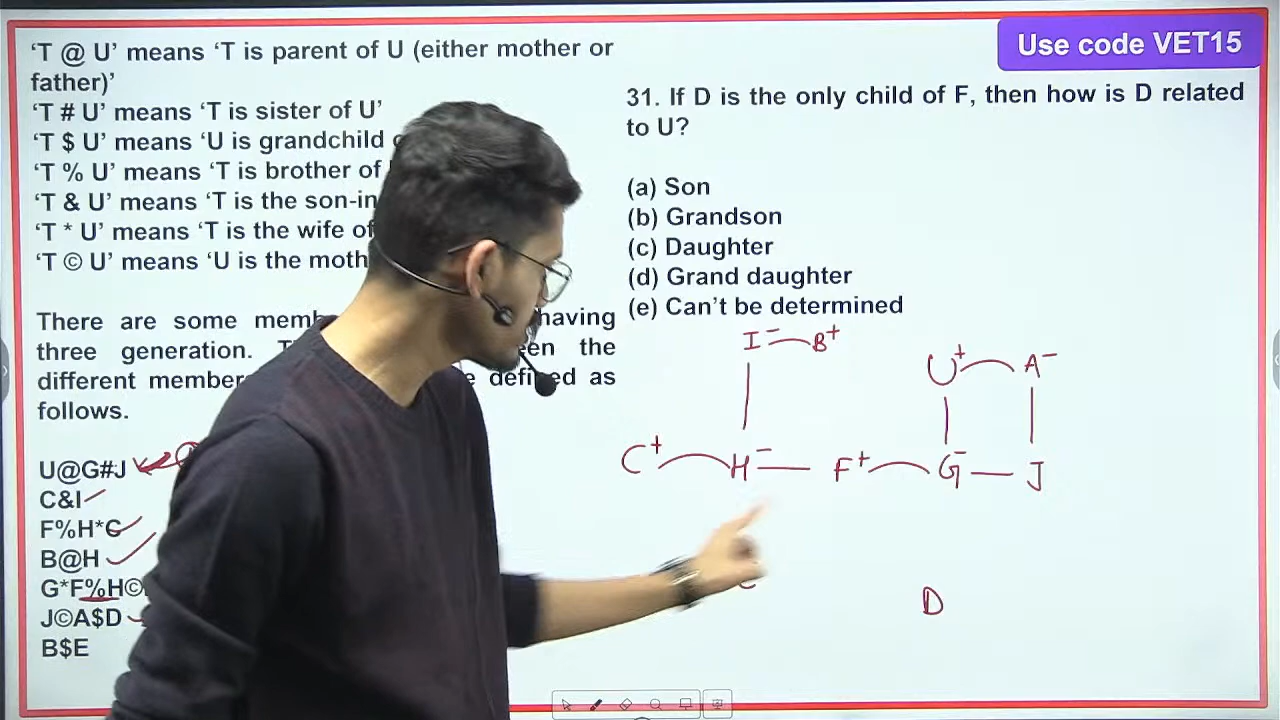 ‘T @ U’ means ‘T is parent of U (either mother or
father)’
‘T # U’ means ‘T is sister of U’
‘T $ U’ means ‘U is grandchild
‘T % U’ means ‘T is brother of
‘T & U’ means ‘T is the son-in
‘T * U’ means ‘T is the wife of
‘T © U’ means ‘U is the moth
There are some having
three generation. the
different defined as
follows.
U@G#J
C&I
F%H*C
B@H
G*F%H©
J©A$D
B$E
Use code VET15
31. If D is the only child of F, then how is D related
to U?
(a) Son
(b) Grandson
(c) Daughter
(d) Grand daughter
(e) Can’t be determined
I⁻ B⁺ U⁺ A⁻
C⁺ H⁻ F⁺ G⁻ J
D